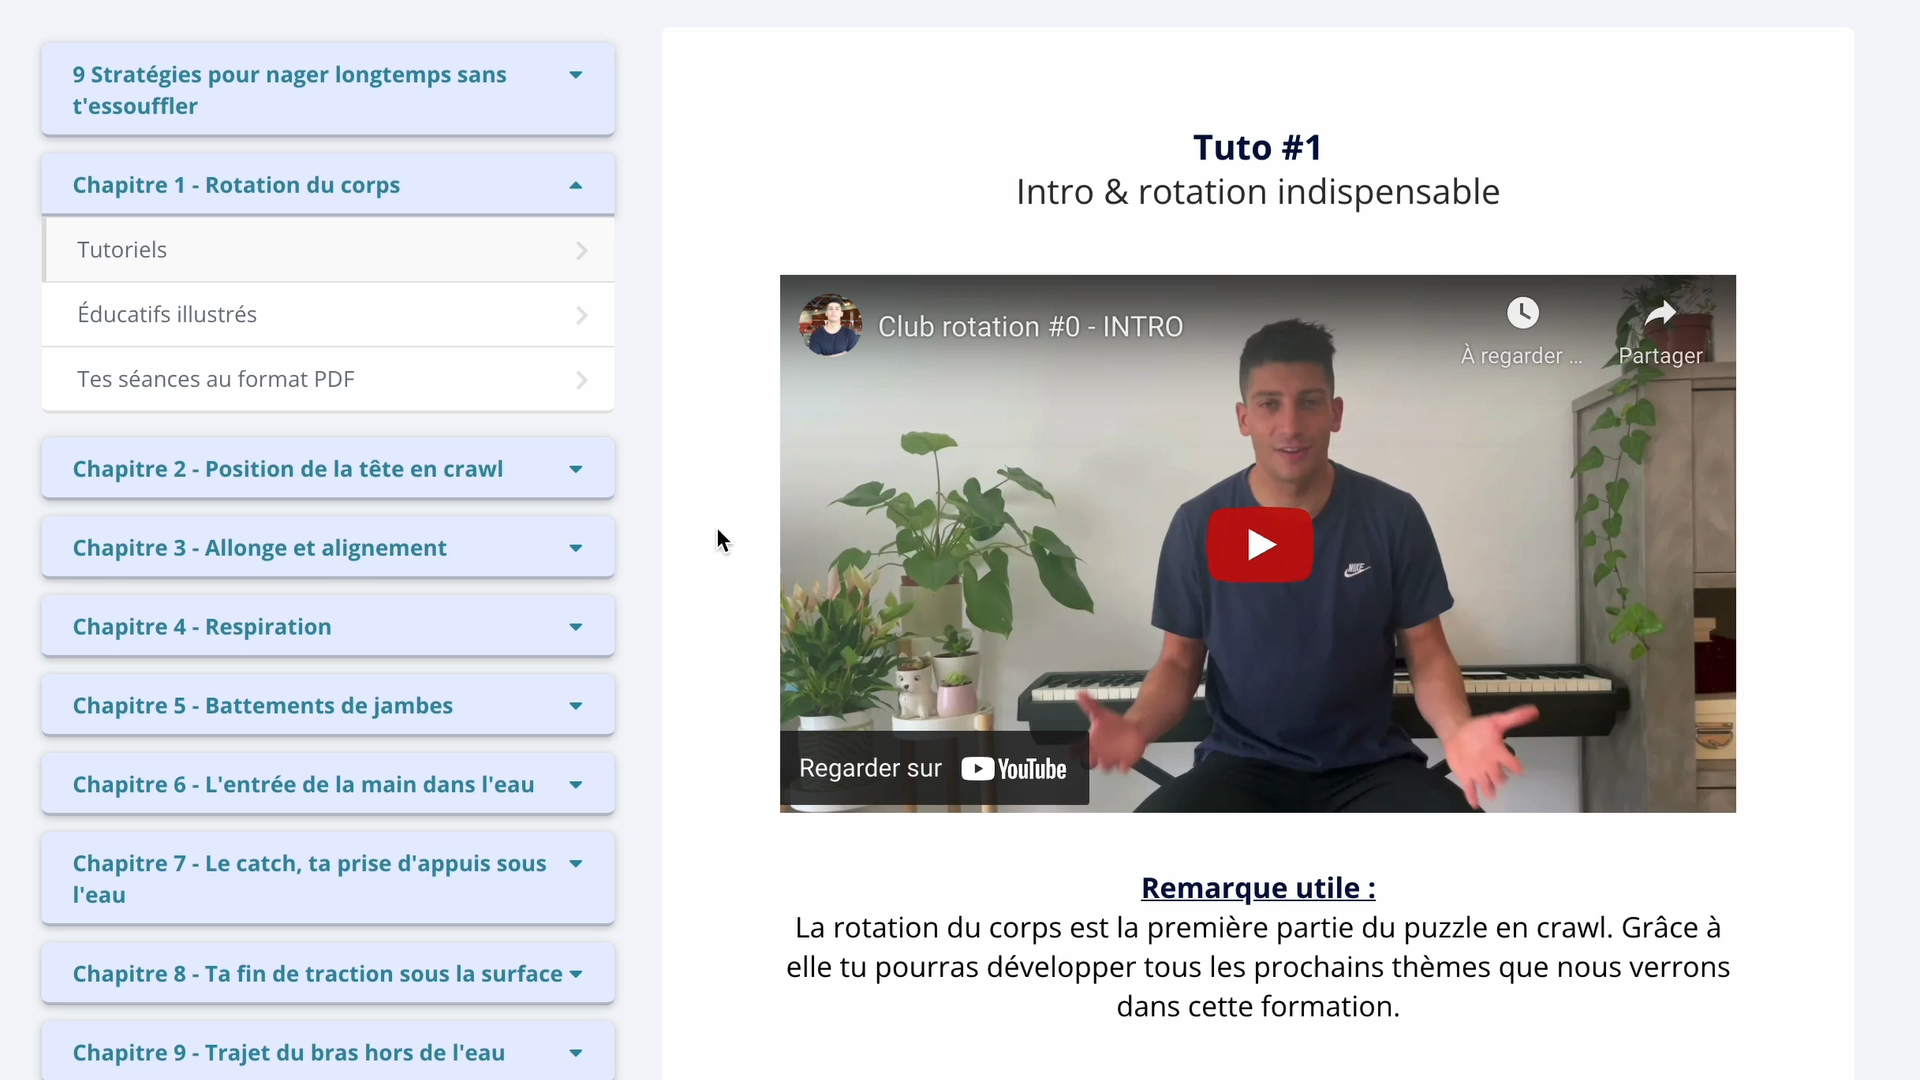 9 Stratégies pour nager longtemps sans
t'essouffler
Chapitre 1 - Rotation du corps
Tutoriels
Éducatifs illustrés
Tes séances au format PDF
Chapitre 2 - Position de la tête en crawl
Chapitre 3 - Allonge et alignement
Chapitre 4 - Respiration
Chapitre 5 - Battements de jambes
Chapitre 6 - L'entrée de la main dans l'eau
Chapitre 7 - Le catch, ta prise d'appuis sous
l'eau
Chapitre 8 - Ta fin de traction sous la surface
Chapitre 9 - Trajet du bras hors de l'eau
Tuto #1
Intro & rotation indispensable
Club rotation #0 - INTRO
À regarder ...
Partager
NIKE
Regarder sur YouTube
Remarque utile :
La rotation du corps est la première partie du puzzle en crawl. Grâce à
elle tu pourras développer tous les prochains thèmes que nous verrons
dans cette formation.